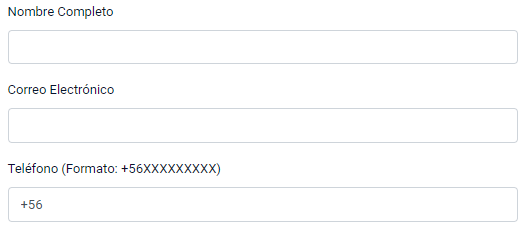 Nombre Completo
Correo Electrónico
Teléfono (Formato: +56XXXXXXXXX)
+56